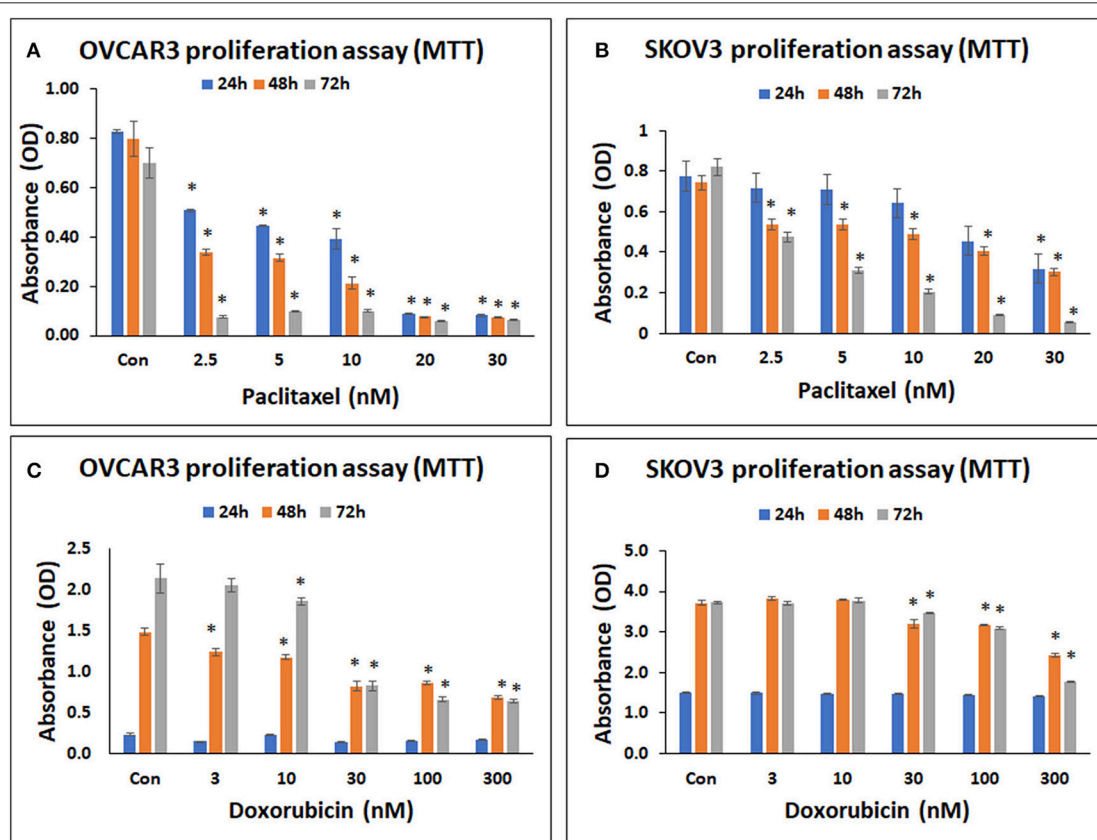 A
OVCAR3 proliferation assay (MTT)
24h 48h 72h
Absorbance (OD)
1.00
0.80
0.60
0.40
0.20
0.00
* * *
* * *
* * *
* * *
* * *
Con 2.5 5 10 20 30
Paclitaxel (nM)
B
SKOV3 proliferation assay (MTT)
24h 48h 72h
Absorbance (OD)
1
0.8
0.6
0.4
0.2
0
* *
* *
* *
* *
* * *
Con 2.5 5 10 20 30
Paclitaxel (nM)
C
OVCAR3 proliferation assay (MTT)
24h 48h 72h
Absorbance (OD)
2.5
2.0
1.5
1.0
0.5
0.0
*
* *
* *
* *
* *
Con 3 10 30 100 300
Doxorubicin (nM)
D
SKOV3 proliferation assay (MTT)
24h 48h 72h
Absorbance (OD)
5.0
4.0
3.0
2.0
1.0
0.0
* *
* *
* *
Con 3 10 30 100 300
Doxorubicin (nM)